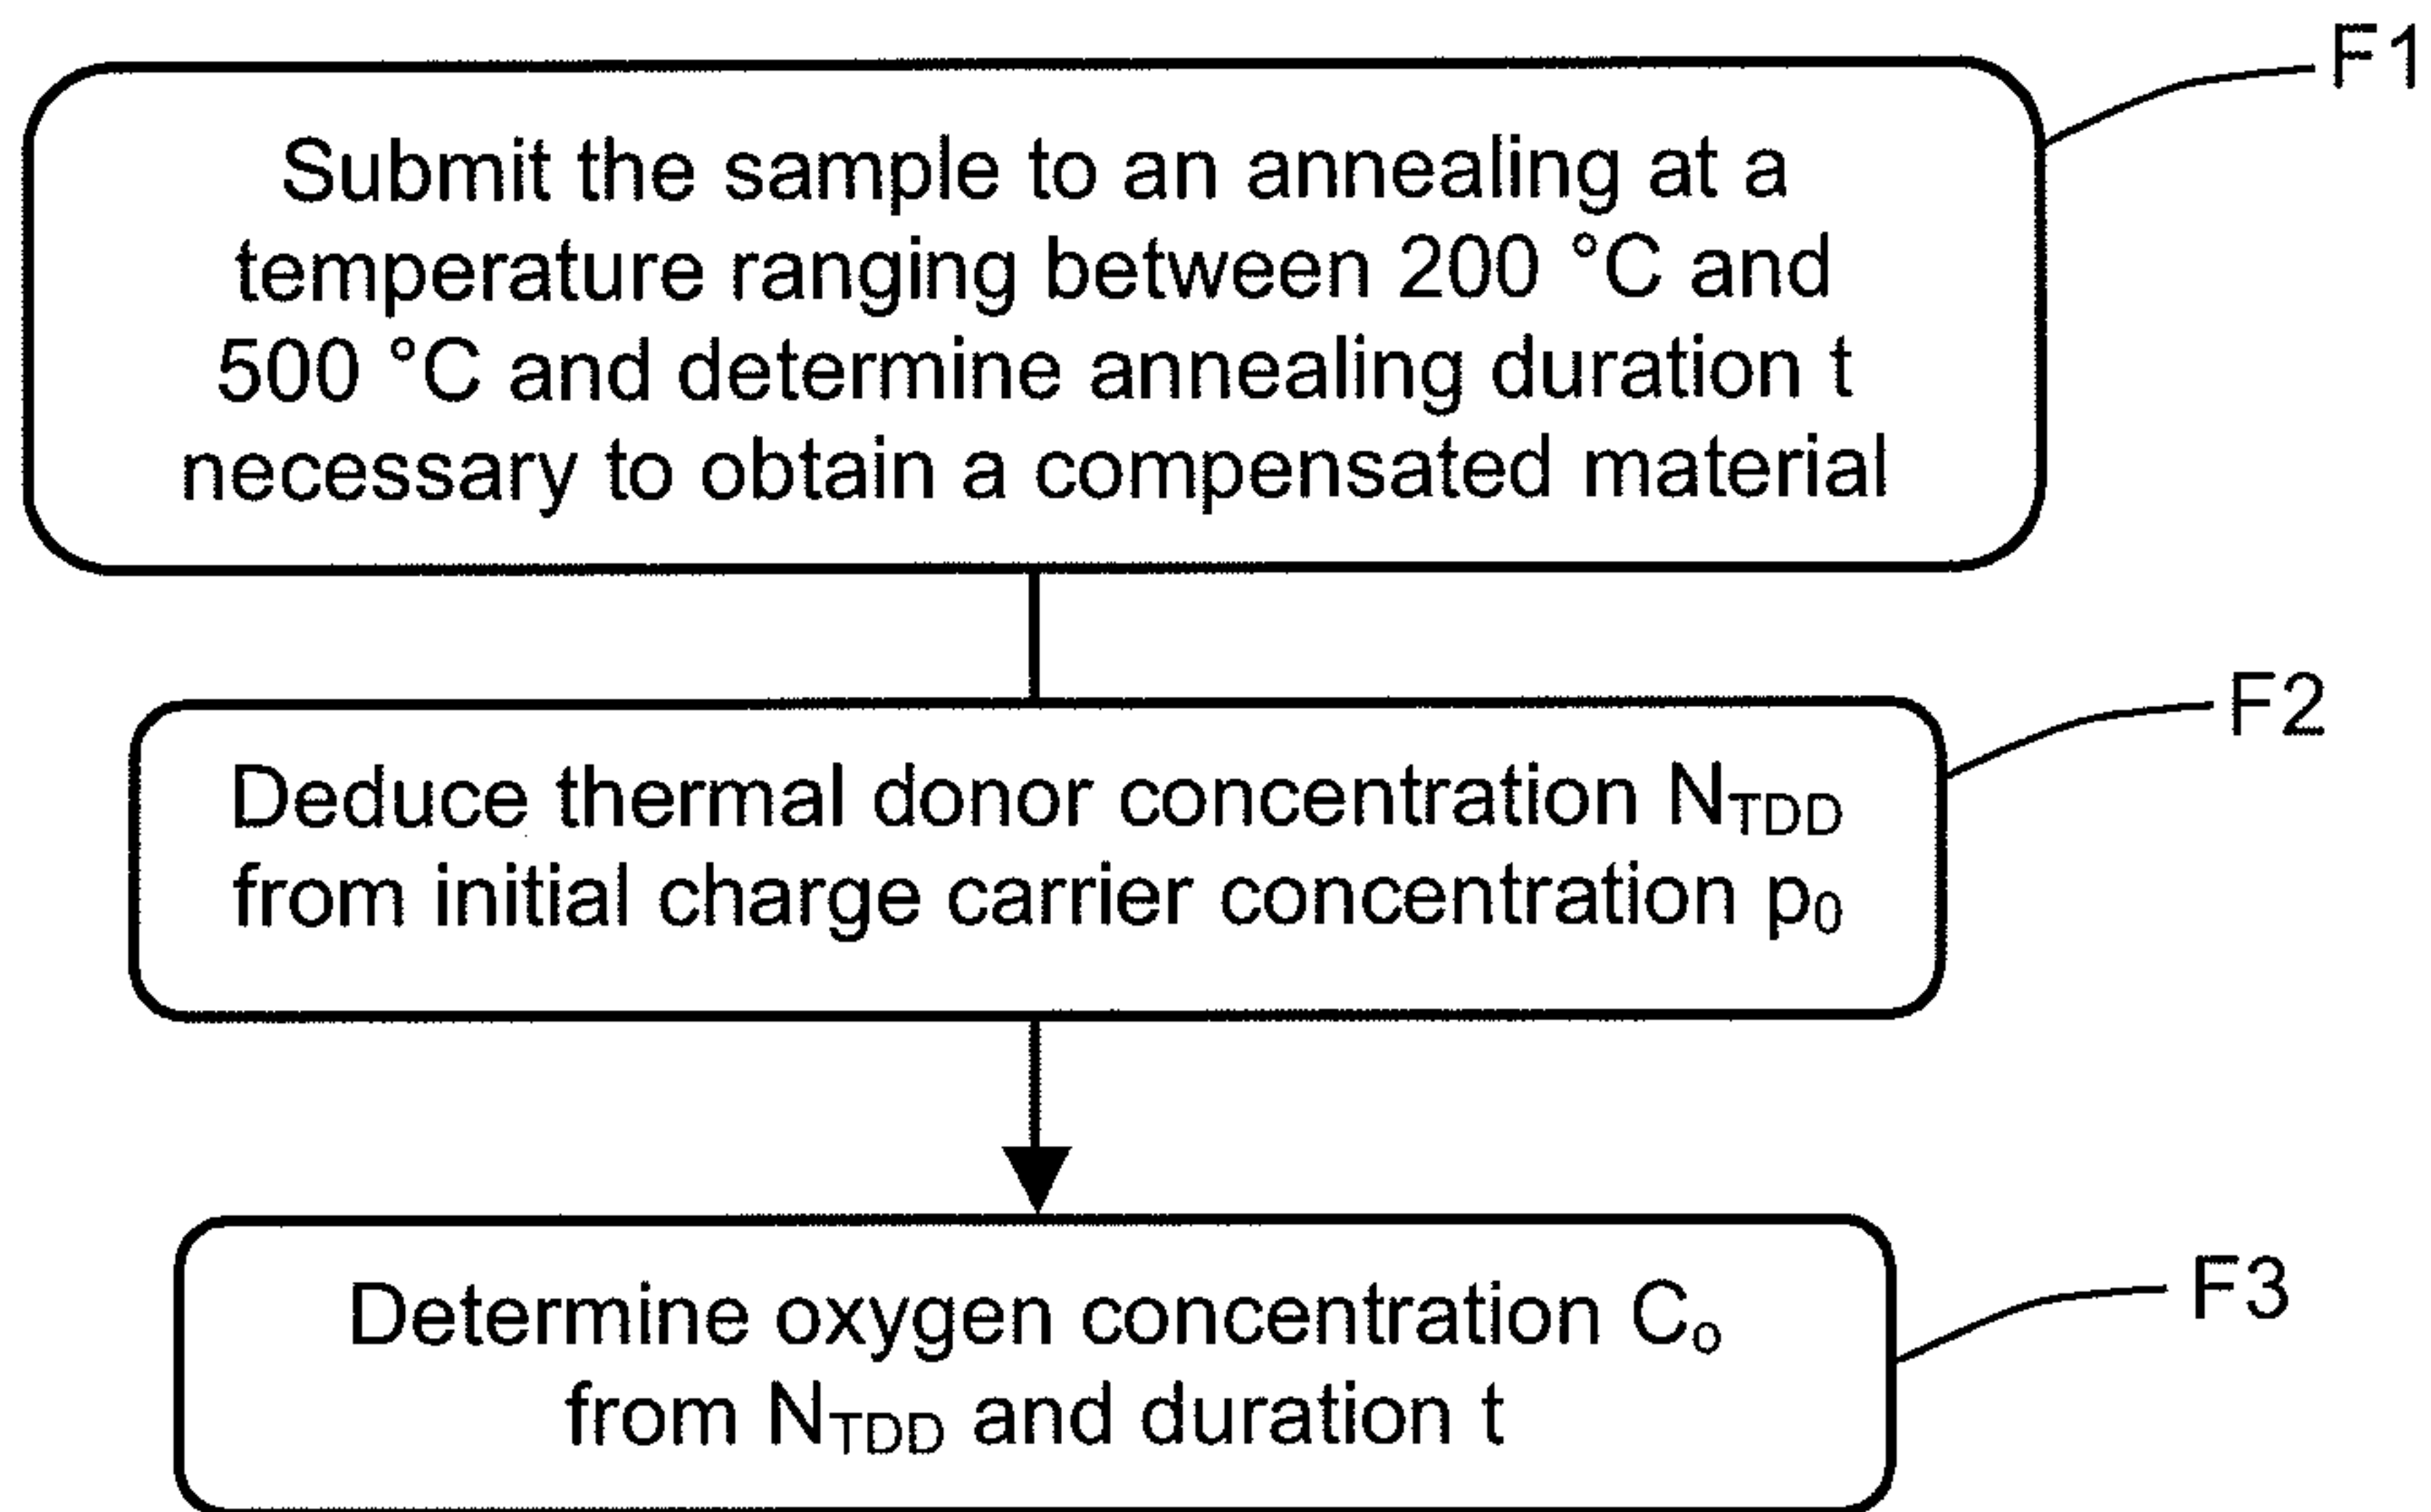 F1
Submit the sample to an annealing at a
temperature ranging between 200 °C and
500 °C and determine annealing duration t
necessary to obtain a compensated material
F2
Deduce thermal donor concentration N_TDD
from initial charge carrier concentration p₀
F3
Determine oxygen concentration Cₒ
from N_TDD and duration t